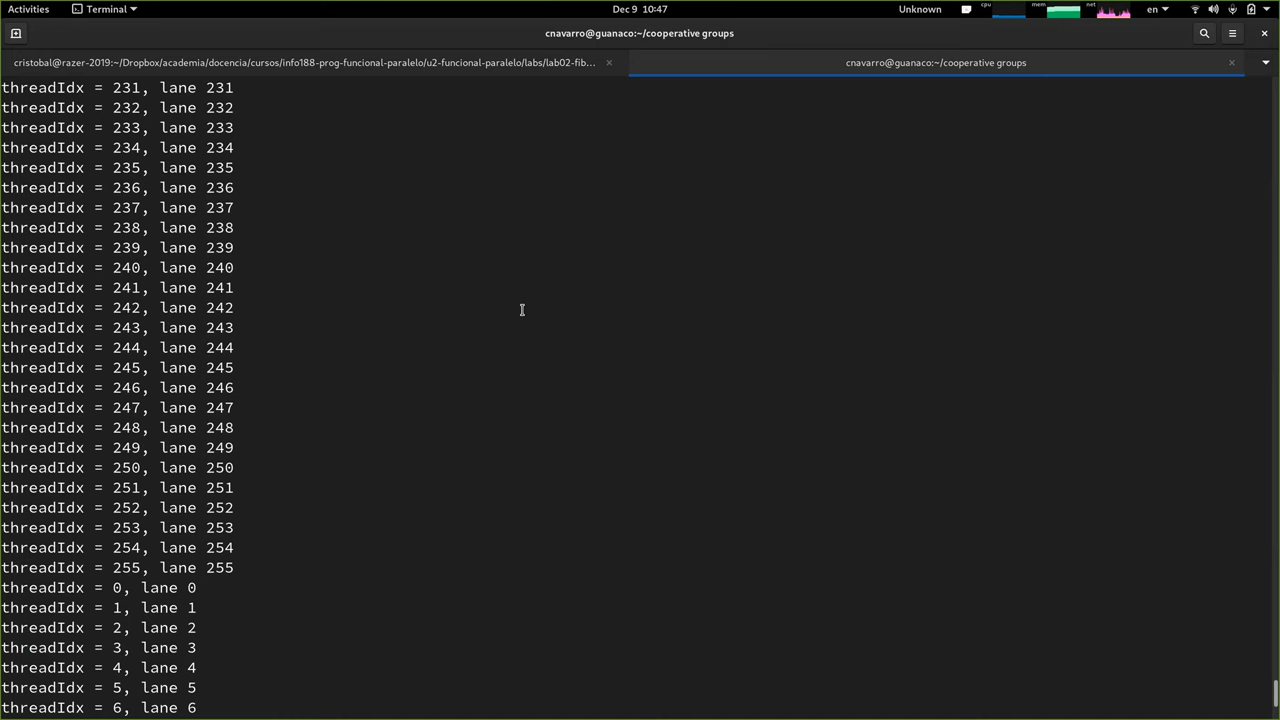 Activities
Terminal
Dec 9 10:47
Unknown
cpu
mem
net
en
cnavarro@guanaco:~/cooperative groups
cristobal@razer-2019:~/Dropbox/academia/docencia/cursos/info188-prog-funcional-paralelo/u2-funcional-paralelo/labs/lab02-fib...
cnavarro@guanaco:~/cooperative groups
threadIdx = 231, lane 231
threadIdx = 232, lane 232
threadIdx = 233, lane 233
threadIdx = 234, lane 234
threadIdx = 235, lane 235
threadIdx = 236, lane 236
threadIdx = 237, lane 237
threadIdx = 238, lane 238
threadIdx = 239, lane 239
threadIdx = 240, lane 240
threadIdx = 241, lane 241
threadIdx = 242, lane 242
threadIdx = 243, lane 243
threadIdx = 244, lane 244
threadIdx = 245, lane 245
threadIdx = 246, lane 246
threadIdx = 247, lane 247
threadIdx = 248, lane 248
threadIdx = 249, lane 249
threadIdx = 250, lane 250
threadIdx = 251, lane 251
threadIdx = 252, lane 252
threadIdx = 253, lane 253
threadIdx = 254, lane 254
threadIdx = 255, lane 255
threadIdx = 0, lane 0
threadIdx = 1, lane 1
threadIdx = 2, lane 2
threadIdx = 3, lane 3
threadIdx = 4, lane 4
threadIdx = 5, lane 5
threadIdx = 6, lane 6